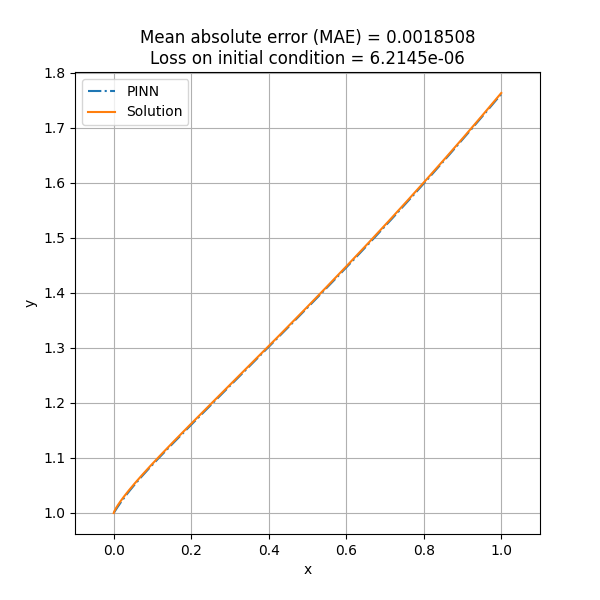 Mean absolute error (MAE) = 0.0018508
Loss on initial condition = 6.2145e-06
PINN
Solution
1.8
1.7
1.6
1.5
1.4
1.3
1.2
1.1
1.0
y
0.0 0.2 0.4 0.6 0.8 1.0
x